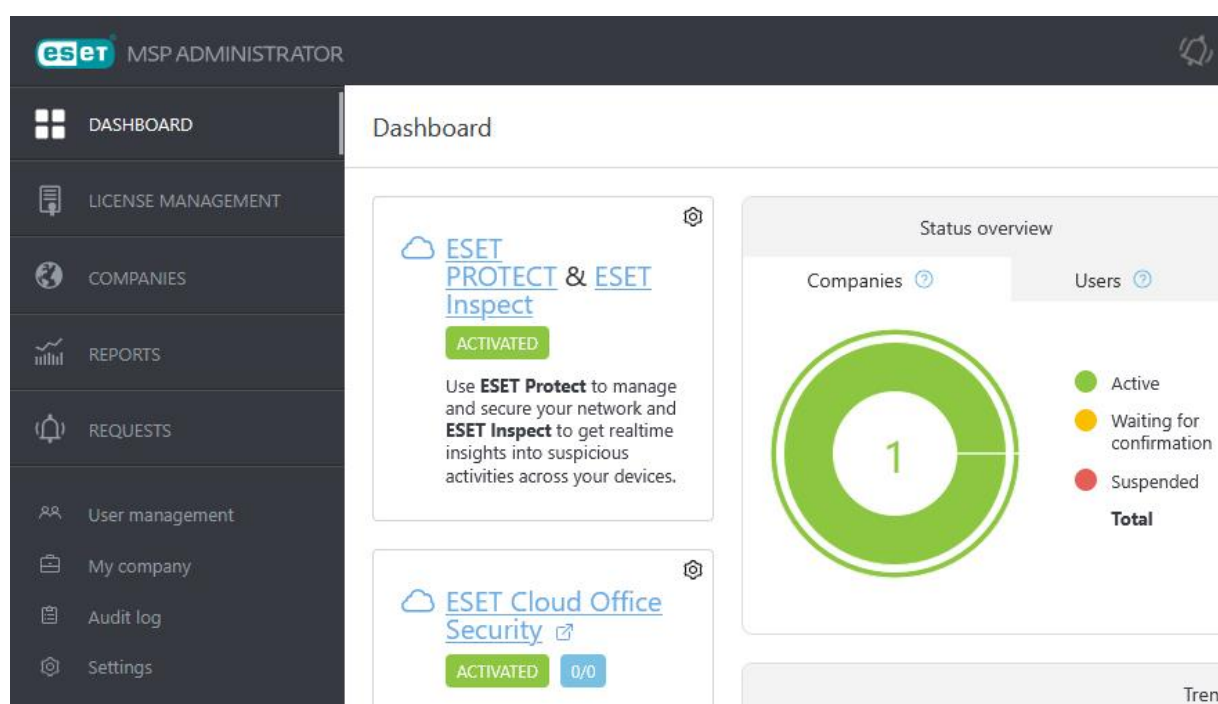 eset MSP ADMINISTRATOR
DASHBOARD
LICENSE MANAGEMENT
COMPANIES
REPORTS
REQUESTS
User management
My company
Audit log
Settings
Dashboard
ESET
PROTECT & ESET
Inspect
ACTIVATED
Use ESET Protect to manage
and secure your network and
ESET Inspect to get realtime
insights into suspicious
activities across your devices.
ESET Cloud Office
Security
ACTIVATED 0/0
Status overview
Companies ? Users ?
1
Active
Waiting for
confirmation
Suspended
Total
Tren